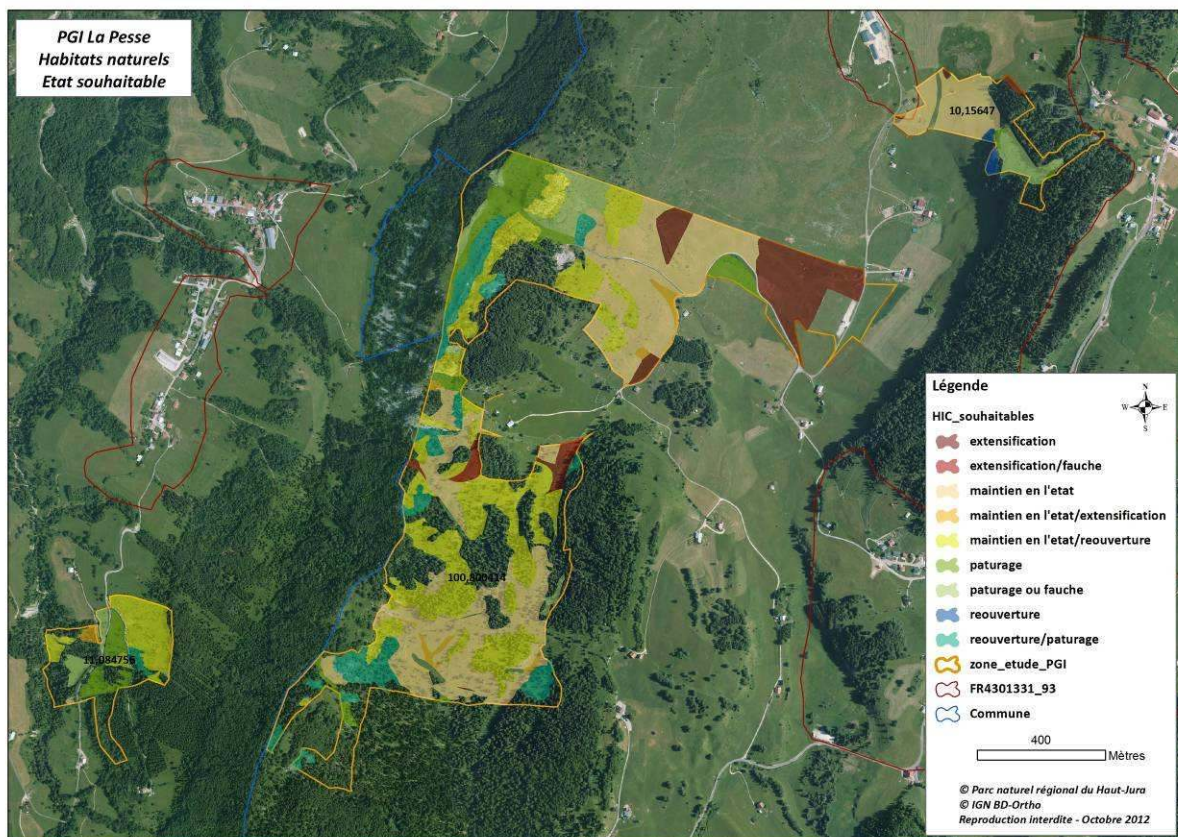 PGI La Pesse
Habitats naturels
Etat souhaitable
10,15647
11,084756
Légende
HIC_souhaitables
N
W E
S
extensification
extensification/fauche
maintien en l'etat
maintien en l'etat/extensification
maintien en l'etat/reouverture
paturage
paturage ou fauche
reouverture
reouverture/paturage
zone_etude_PGI
FR4301331_93
Commune
400
Mètres
© Parc naturel régional du Haut-Jura
© IGN BD-Ortho
Reproduction interdite - Octobre 2012